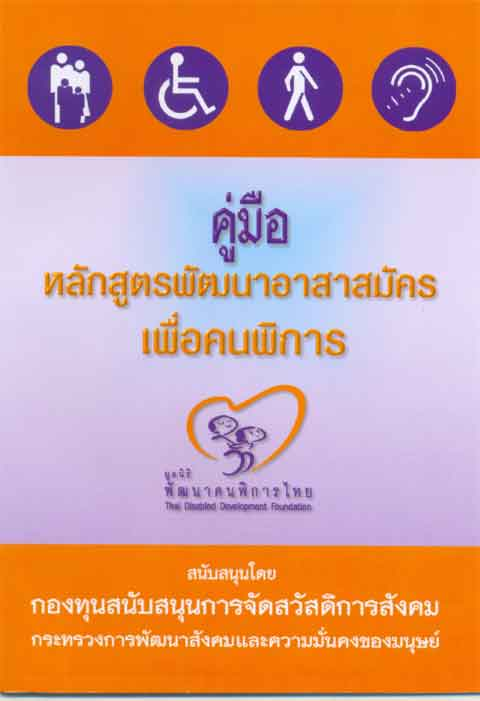 คู่มือ
หลักสูตรพัฒนาอาสาสมัคร
เพื่อคนพิการ
มูลนิธิ
พัฒนาคนพิการไทย
Thai Disabled Development Foundation
สนับสนุนโดย
กองทุนสนับสนุนการจัดสวัสดิการสังคม
กระทรวงการพัฒนาสังคมและความมั่นคงของมนุษย์